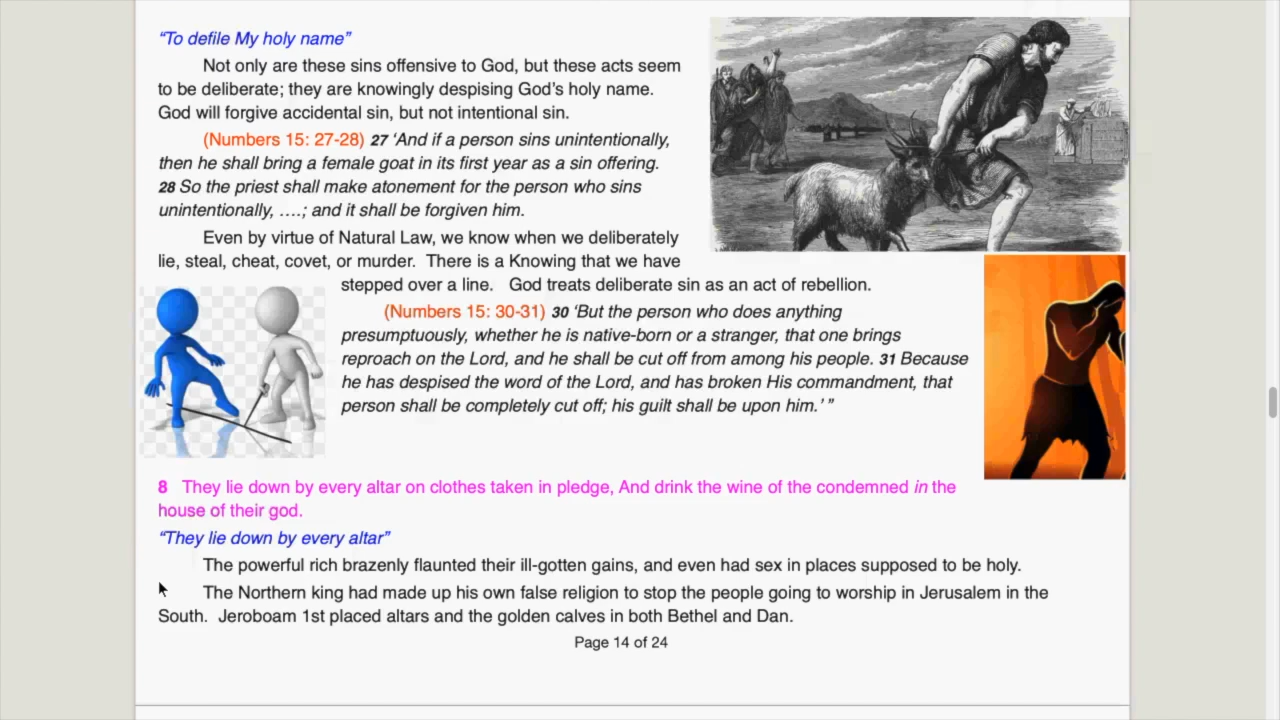 “To defile My holy name”
Not only are these sins offensive to God, but these acts seem
to be deliberate; they are knowingly despising God’s holy name.
God will forgive accidental sin, but not intentional sin.
(Numbers 15: 27-28) 27 ‘And if a person sins unintentionally,
then he shall bring a female goat in its first year as a sin offering.
28 So the priest shall make atonement for the person who sins
unintentionally, ….; and it shall be forgiven him.
Even by virtue of Natural Law, we know when we deliberately
lie, steal, cheat, covet, or murder. There is a Knowing that we have
stepped over a line. God treats deliberate sin as an act of rebellion.
(Numbers 15: 30-31) 30 ‘But the person who does anything
presumptuously, whether he is native-born or a stranger, that one brings
reproach on the Lord, and he shall be cut off from among his people. 31 Because
he has despised the word of the Lord, and has broken His commandment, that
person shall be completely cut off; his guilt shall be upon him.’ ”
8 They lie down by every altar on clothes taken in pledge, And drink the wine of the condemned in the
house of their god.
“They lie down by every altar”
The powerful rich brazenly flaunted their ill-gotten gains, and even had sex in places supposed to be holy.
The Northern king had made up his own false religion to stop the people going to worship in Jerusalem in the
South. Jeroboam 1st placed altars and the golden calves in both Bethel and Dan.
Page 14 of 24